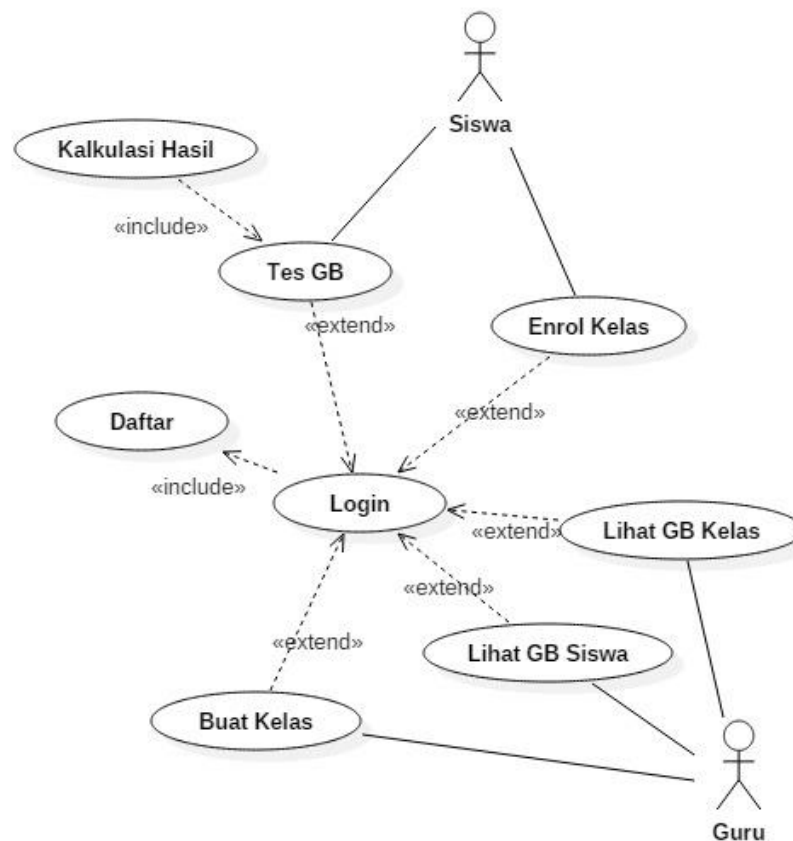 Siswa
Kalkulasi Hasil
«include»
Tes GB
«extend»
Enrol Kelas
«extend»
Daftar
«include»
Login
Lihat GB Kelas
«extend»
«extend»
Lihat GB Siswa
«extend»
Buat Kelas
Guru